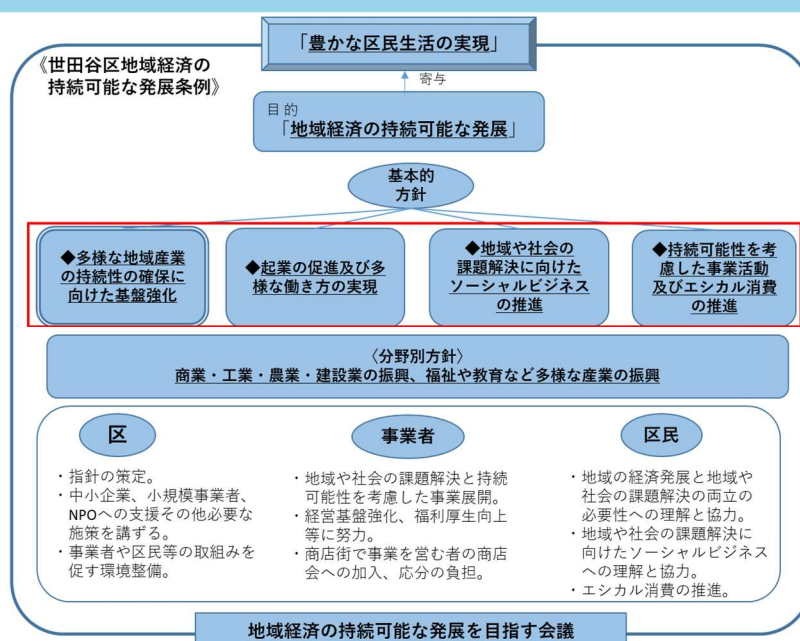 「豊かな区民生活の実現」
《世田谷区地域経済の
持続可能な発展条例》
寄与
目的
「地域経済の持続可能な発展」
基本的
方針
◆多様な地域産業
の持続性の確保に
向けた基盤強化
◆起業の促進及び多
様な働き方の実現
◆地域や社会の
課題解決に向けた
ソーシャルビジネス
の推進
◆持続可能性を考
慮した事業活動
及びエシカル消費
の推進
〈分野別方針〉
商業・工業・農業・建設業の振興、福祉や教育など多様な産業の振興
区
・指針の策定。
・中小企業、小規模事業者、
NPOへの支援その他必要な
施策を講ずる。
・事業者や区民等の取組みを
促す環境整備。
事業者
・地域や社会の課題解決と持続
可能性を考慮した事業展開。
・経営基盤強化、福利厚生向上
等に努力。
・商店街で事業を営む者の商店
会への加入、応分の負担。
区民
・地域の経済発展と地域や
社会の課題解決の両立の
必要性への理解と協力。
・地域や社会の課題解決に
向けたソーシャルビジネス
への理解と協力。
・エシカル消費の推進。
地域経済の持続可能な発展を目指す会議